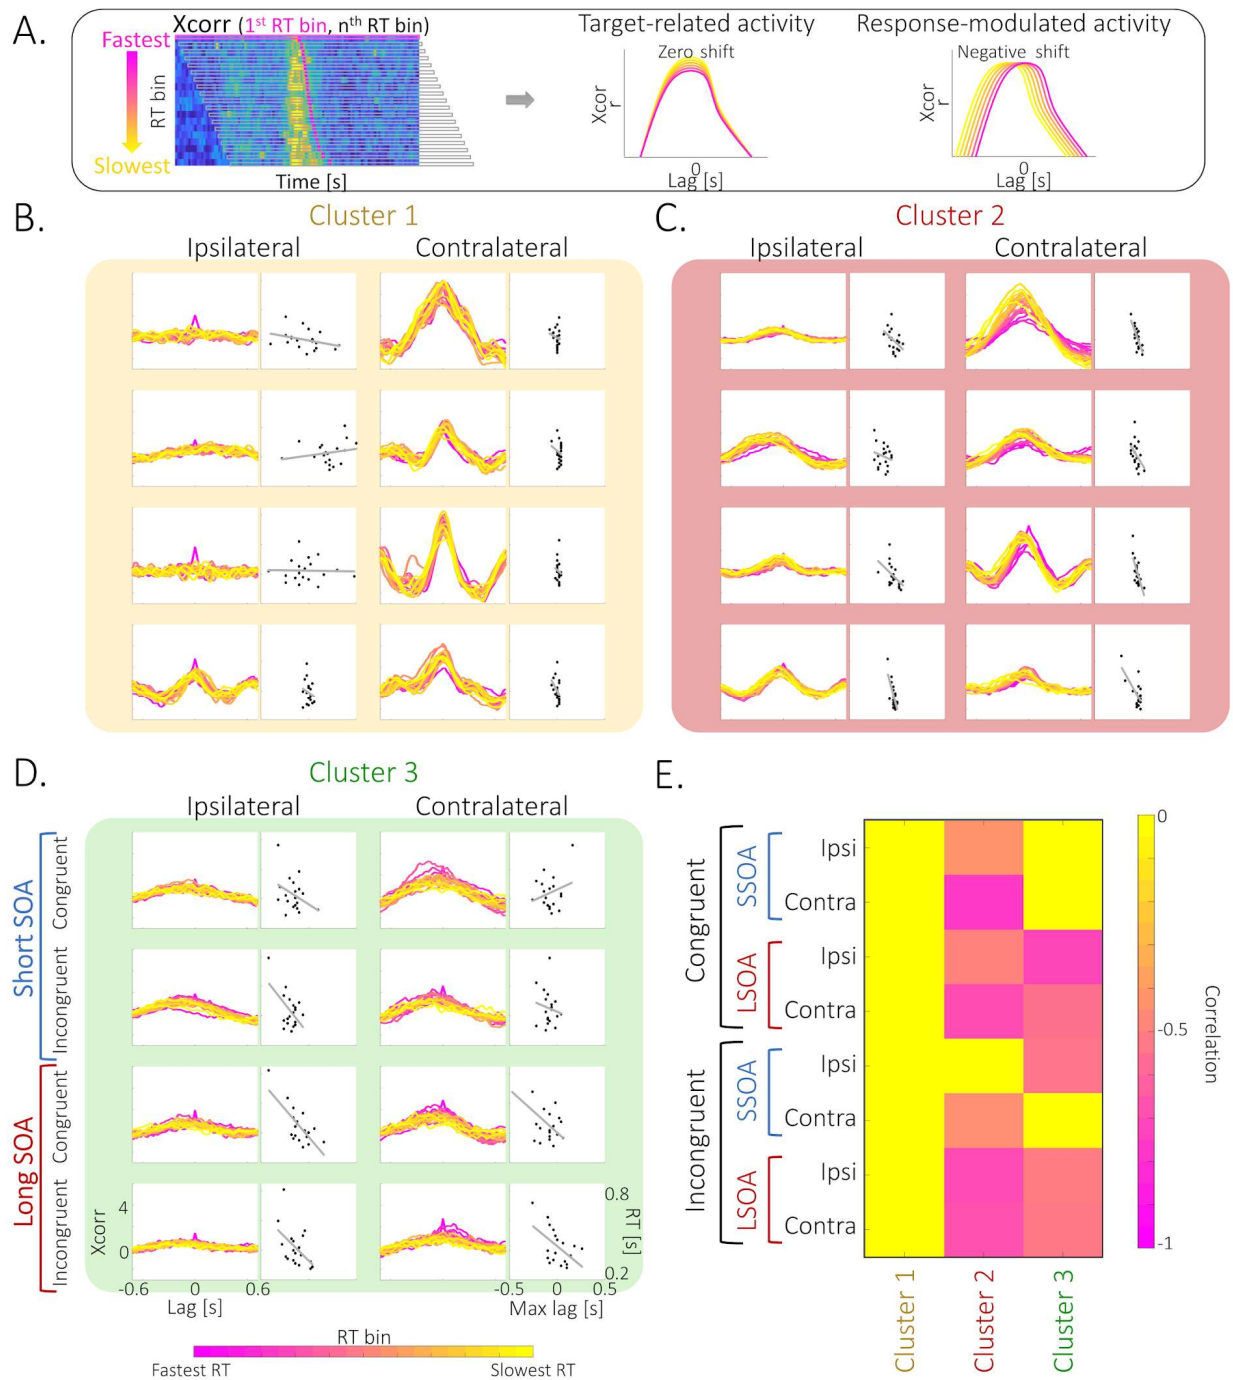 A.
Xcorr (1st RT bin, nth RT bin)
Fastest
RT bin
Slowest
Time [s]
Target-related activity
Zero shift
Xcor
r
0
Lag [s]
Response-modulated activity
Negative shift
Xcor
r
0
Lag [s]
B.
Cluster 1
Ipsilateral
Contralateral
C.
Cluster 2
Ipsilateral
Contralateral
D.
Cluster 3
Ipsilateral
Contralateral
Short SOA
Congruent
Incongruent
Long SOA
Congruent
Incongruent
Xcorr
4
0
-0.6
0
0.6
Lag [s]
0.8
RT [s]
0.2
-0.5
0
0.5
Max lag [s]
RT bin
Fastest RT
Slowest RT
E.
Congruent
SSOA
Ipsi
Contra
LSOA
Ipsi
Contra
Incongruent
SSOA
Ipsi
Contra
LSOA
Ipsi
Contra
Cluster 1
Cluster 2
Cluster 3
0
-0.5
-1
Correlation